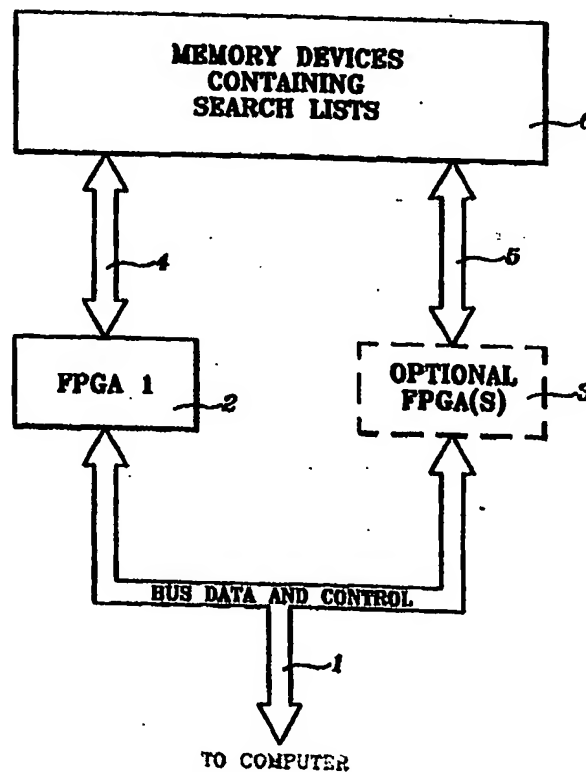 MEMORY DEVICES
CONTAINING
SEARCH LISTS
6
4
5
FPGA 1
2
OPTIONAL
FPGA(S)
3
BUS DATA AND CONTROL
1
TO COMPUTER